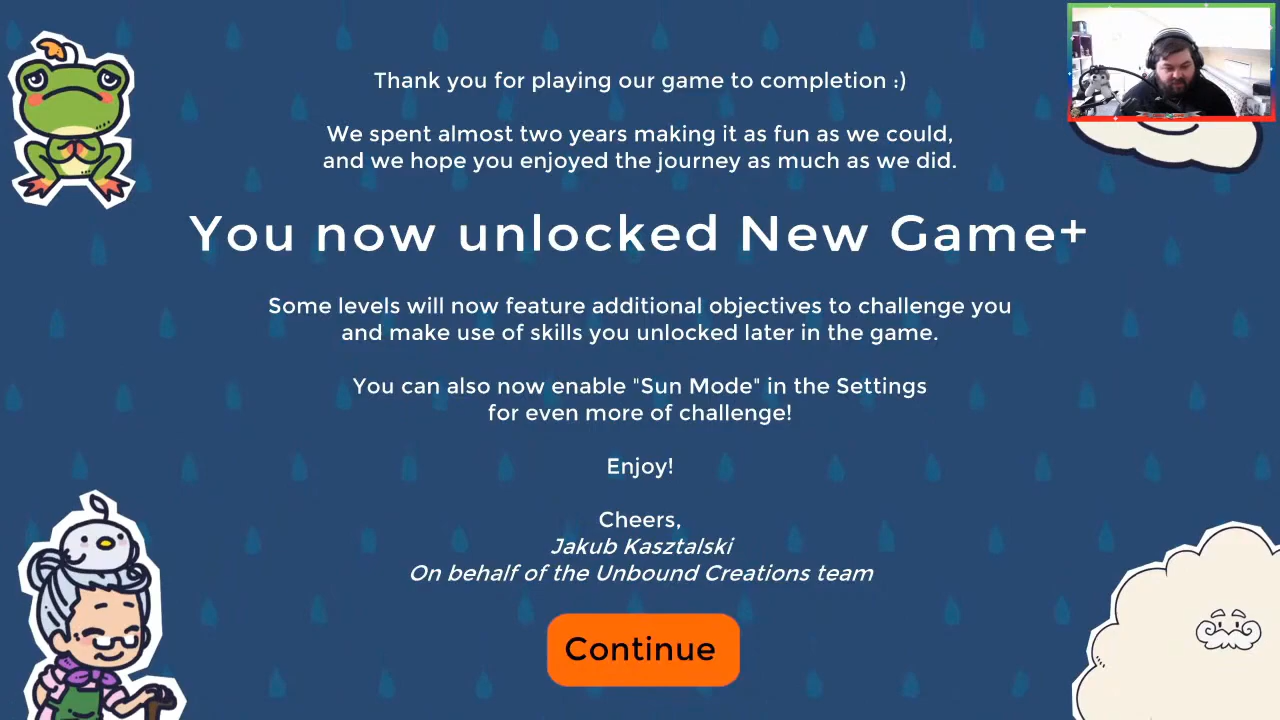 Thank you for playing our game to completion :)
We spent almost two years making it as fun as we could,
and we hope you enjoyed the journey as much as we did.
You now unlocked New Game+
Some levels will now feature additional objectives to challenge you
and make use of skills you unlocked later in the game.
You can also now enable "Sun Mode" in the Settings
for even more of challenge!
Enjoy!
Cheers,
Jakub Kasztalski
On behalf of the Unbound Creations team
Continue